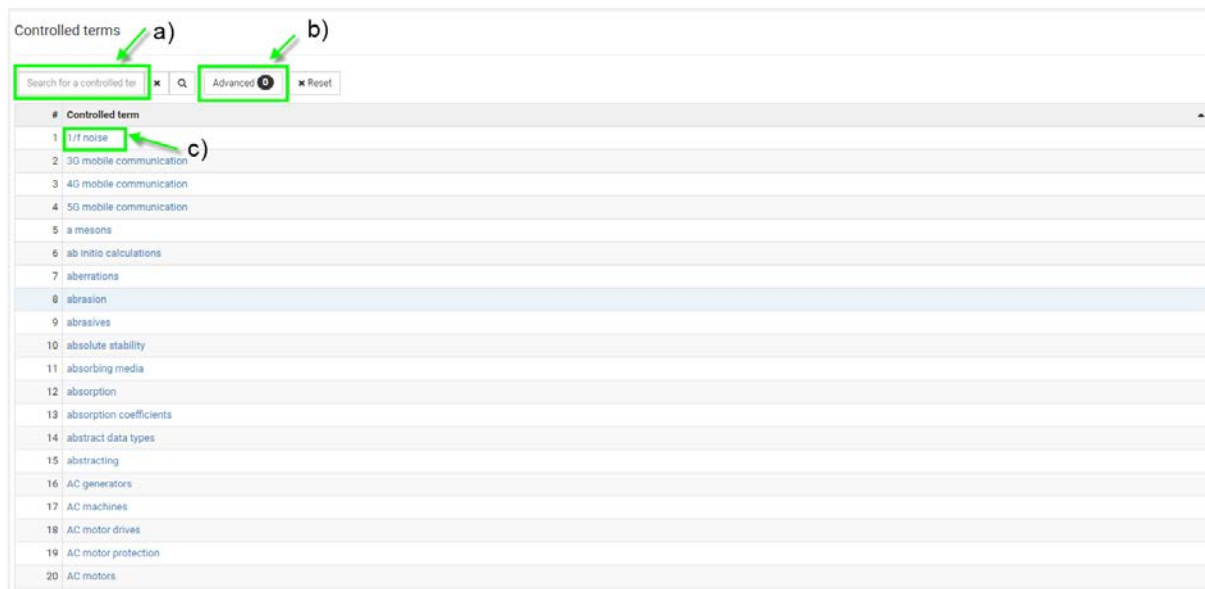 Controlled terms
a)
b)
Search for a controlled ter
Advanced 0
Reset
# Controlled term
1 1/f noise
c)
2 3G mobile communication
3 4G mobile communication
4 5G mobile communication
5 a mesons
6 ab initio calculations
7 aberrations
8 abrasion
9 abrasives
10 absolute stability
11 absorbing media
12 absorption
13 absorption coefficients
14 abstract data types
15 abstracting
16 AC generators
17 AC machines
18 AC motor drives
19 AC motor protection
20 AC motors